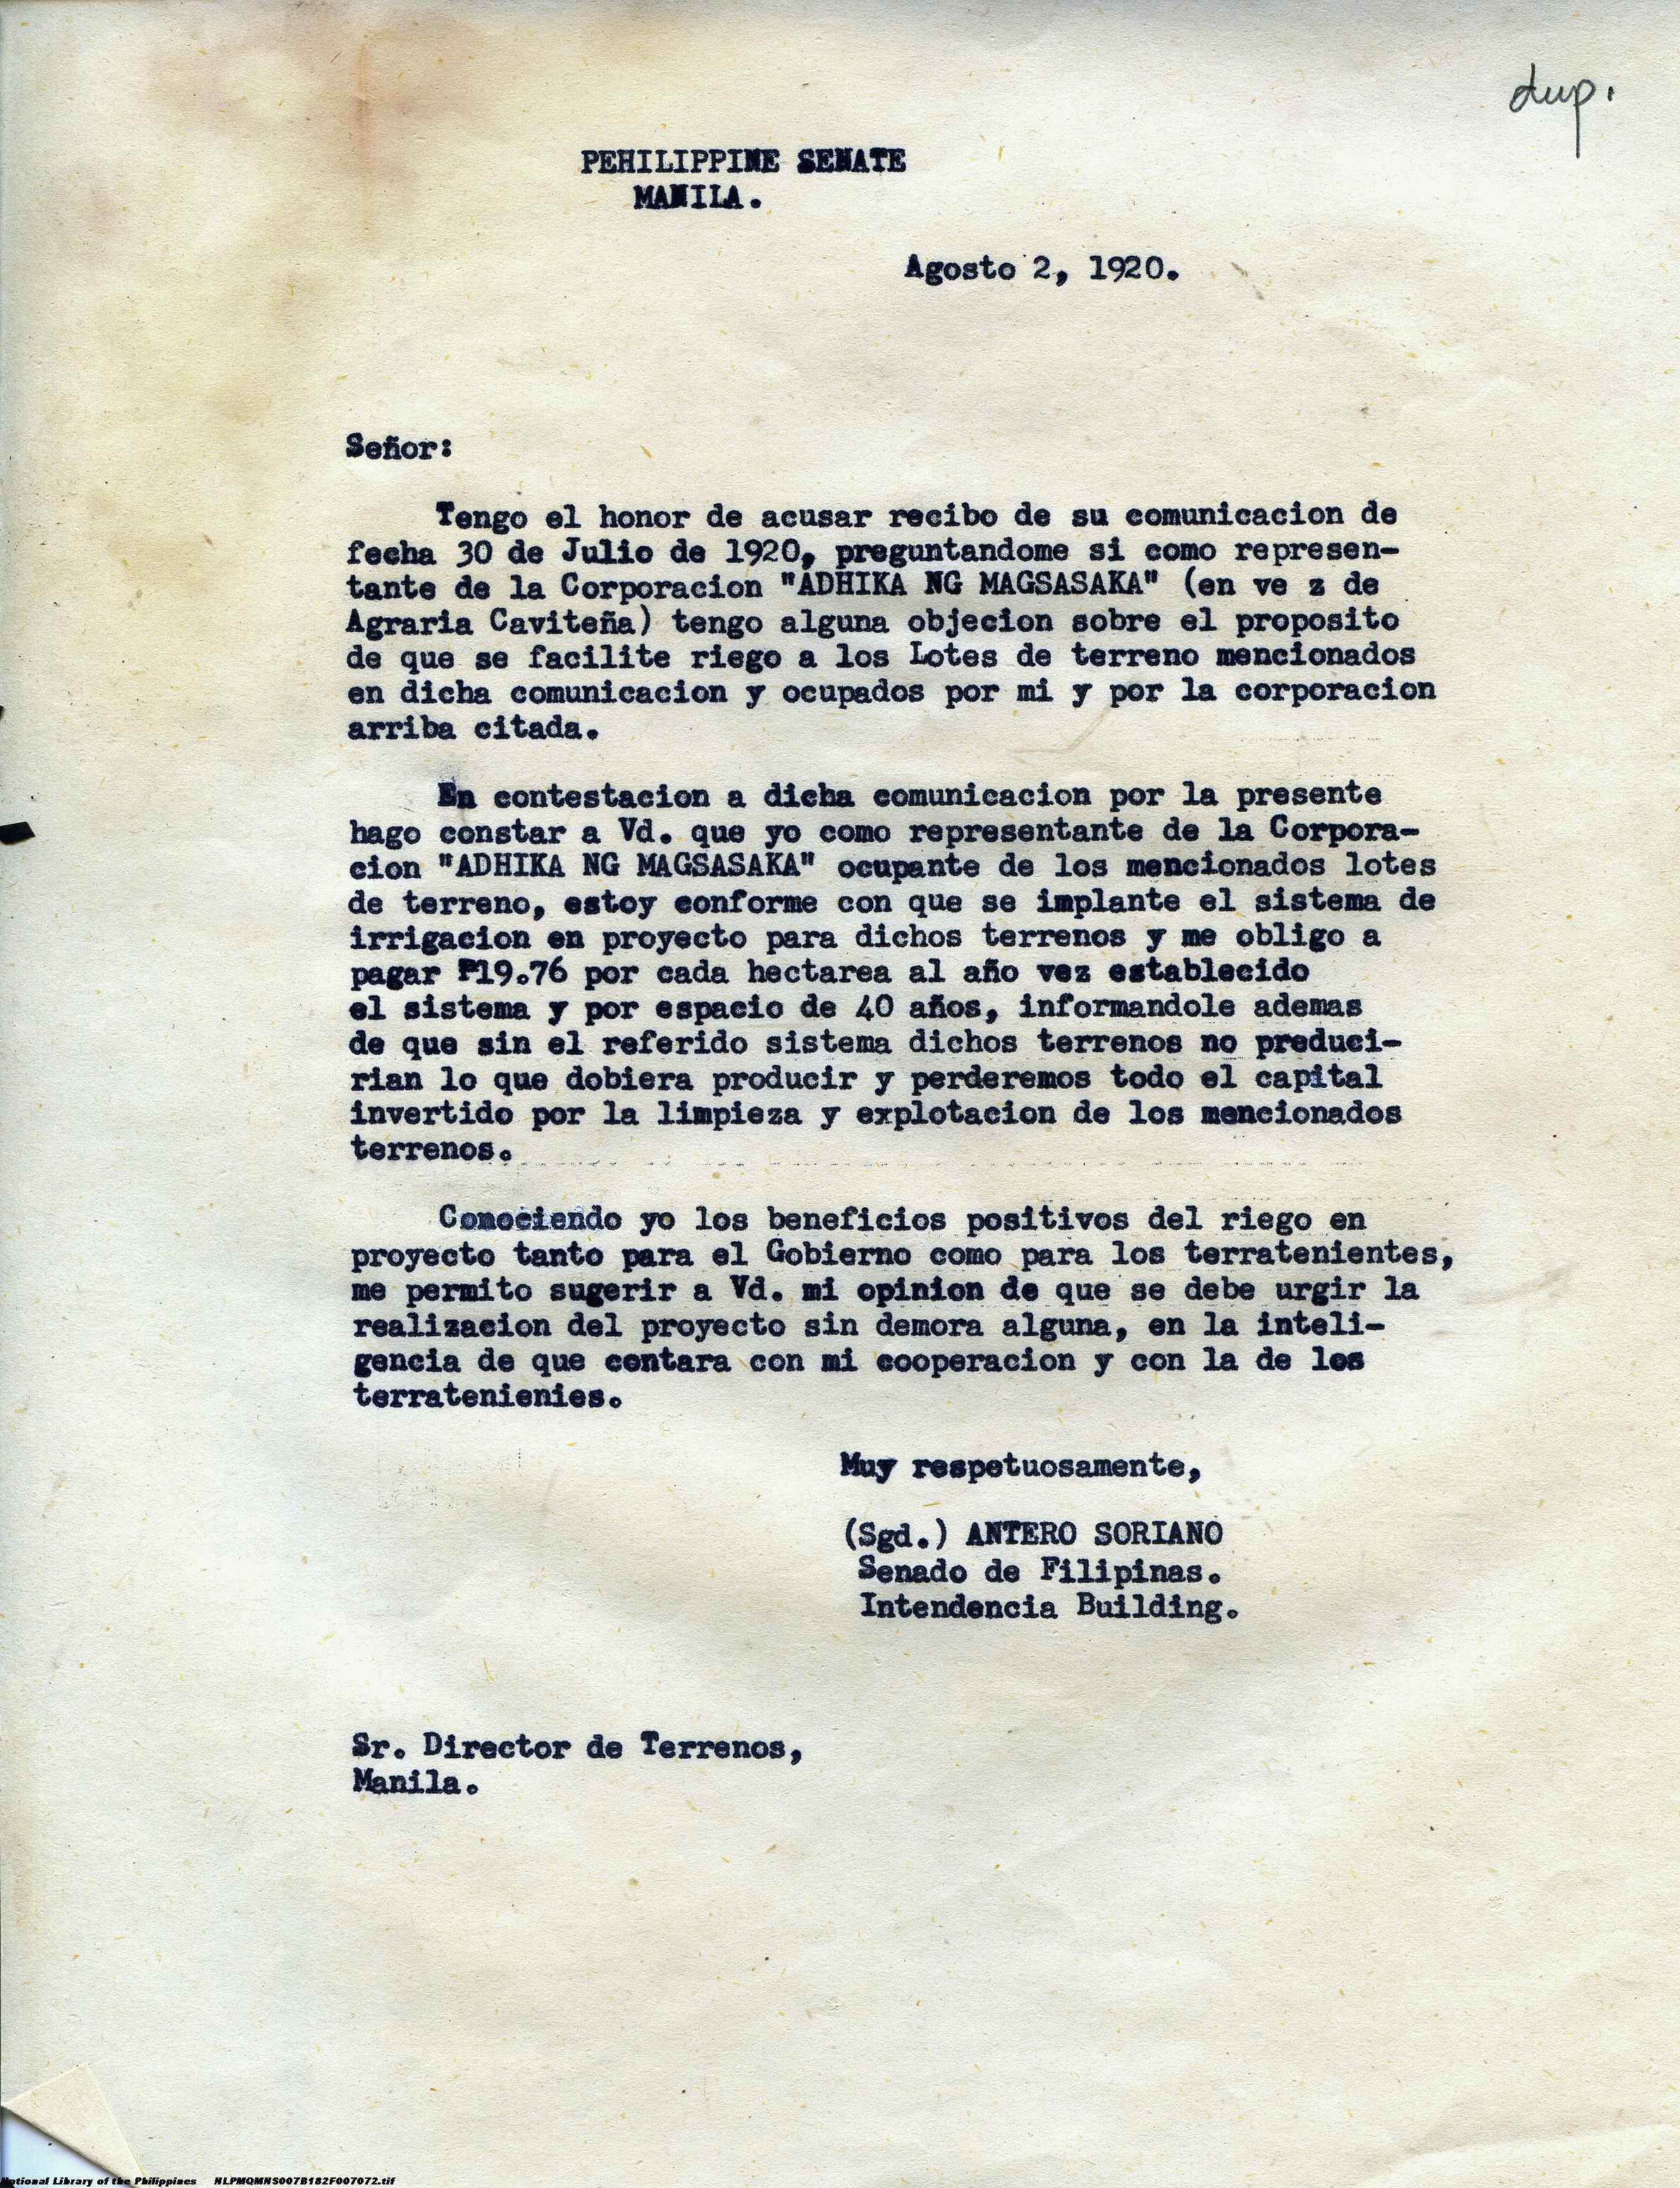 dup.
PEHILIPPINE SENATE
MANILA.
Agosto 2, 1920.
Señor:
Tengo el honor de acusar recibo de su comunicacion de
fecha 30 de Julio de 1920, preguntandome si como represen-
tante de la Corporacion "ADHIKA NG MAGSASAKA" (en ve z de
Agraria Caviteña) tengo alguna objecion sobre el proposito
de que se facilite riego a los Lotes de terreno mencionados
en dicha comunicacion y ocupados por mi y por la corporacion
arriba citada.
En contestacion a dicha comunicacion por la presente
hago constar a Vd. que yo como representante de la Corpora-
cion "ADHIKA NG MAGSASAKA" ocupante de los mencionados lotes
de terreno, estoy conforme con que se implante el sistema de
irrigacion en proyecto para dichos terrenos y me obligo a
pagar ₱19.76 por cada hectarea al año vez establecido
el sistema y por espacio de 40 años, informandole ademas
de que sin el referido sistema dichos terrenos no preduci-
rian lo que dobiera producir y perderemos todo el capital
invertido por la limpieza y explotacion de los mencionados
terrenos.
Conociendo yo los beneficios positivos del riego en
proyecto tanto para el Gobierno como para los terratenientes,
me permito sugerir a Vd. mi opinion de que se debe urgir la
realizacion del proyecto sin demora alguna, en la inteli-
gencia de que contara con mi cooperacion y con la de los
terratenienies.
Muy respetuosamente,
(Sgd.) ANTERO SORIANO
Senado de Filipinas.
Intendencia Building.
Sr. Director de Terrenos,
Manila.
National Library of the Philippines NLPMQMNS007B182F007072.tif